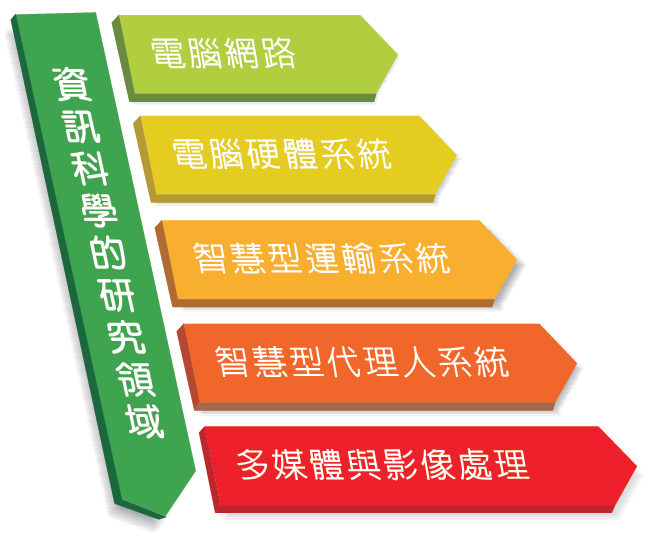 資訊科學的研究領域
電腦網路
電腦硬體系統
智慧型運輸系統
智慧型代理人系統
多媒體與影像處理